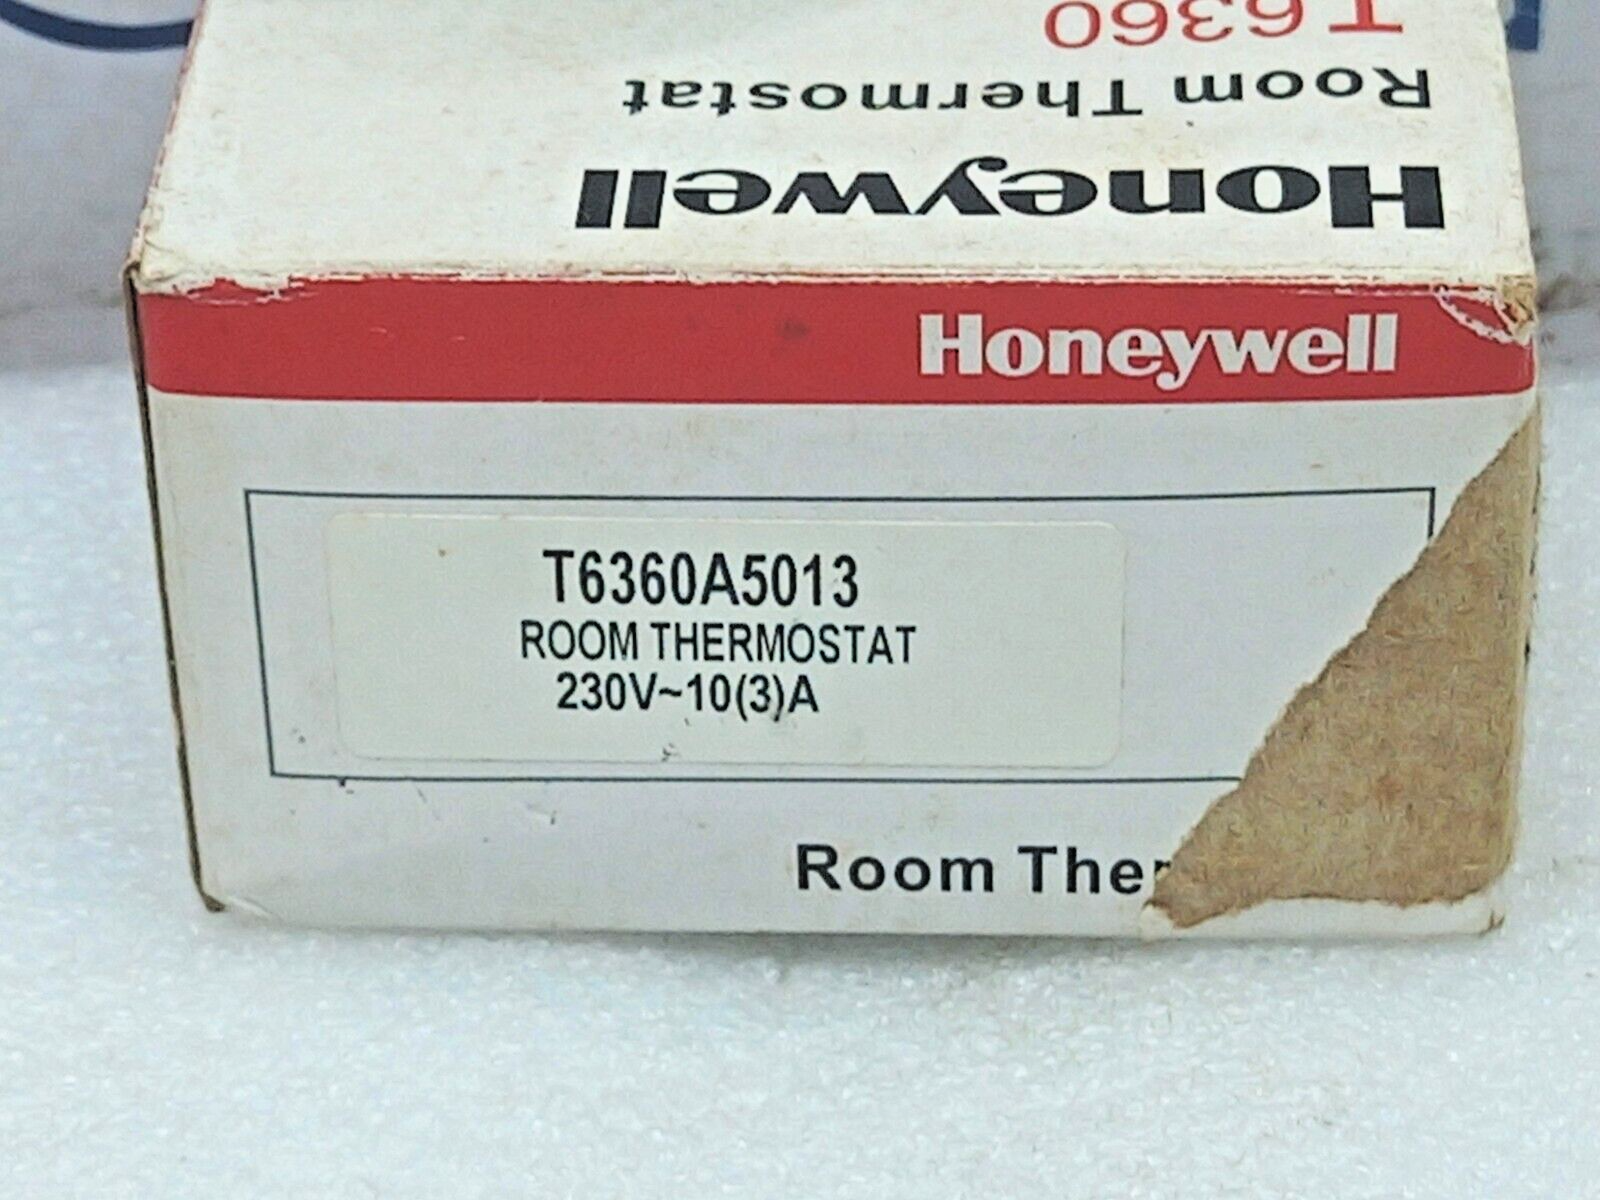 T6360
Room Thermostat
Honeywell
Honeywell
T6360A5013
ROOM THERMOSTAT
230V~10(3)A
Room Ther